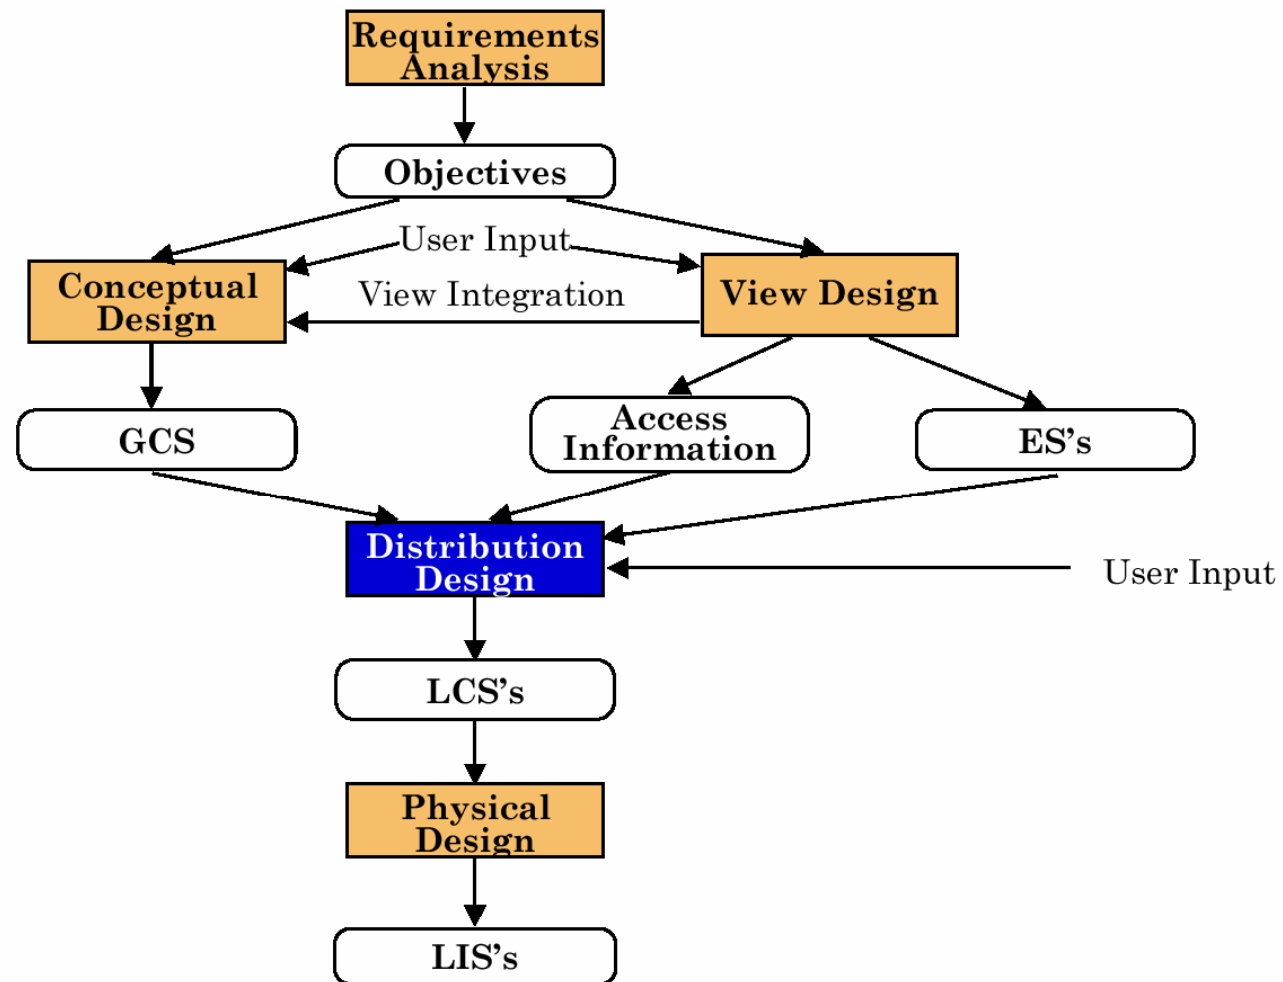 Requirements
Analysis
Objectives
User Input
Conceptual
Design
View Integration
View Design
GCS
Access
Information
ES's
Distribution
Design
User Input
LCS's
Physical
Design
LIS's